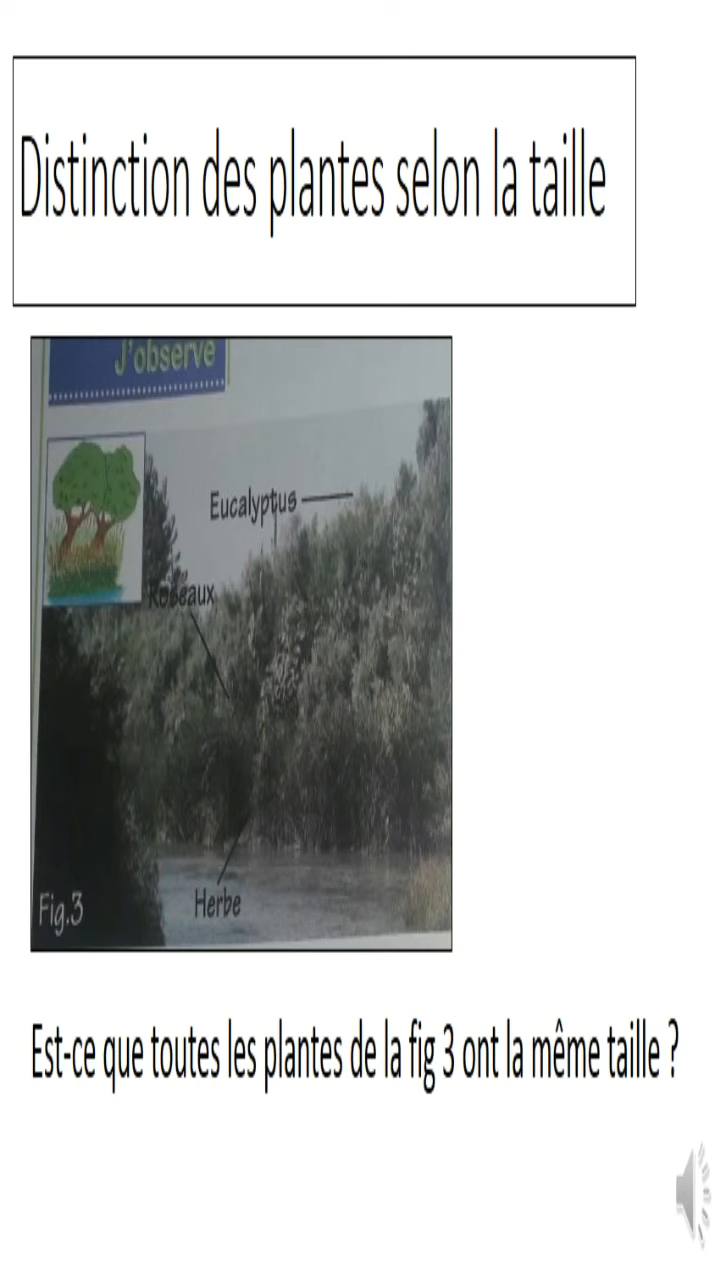 Distinction des plantes selon la taille
J'observe
Eucalyptus
Roseaux
Herbe
Fig.3
Est-ce que toutes les plantes de la fig 3 ont la même taille ?